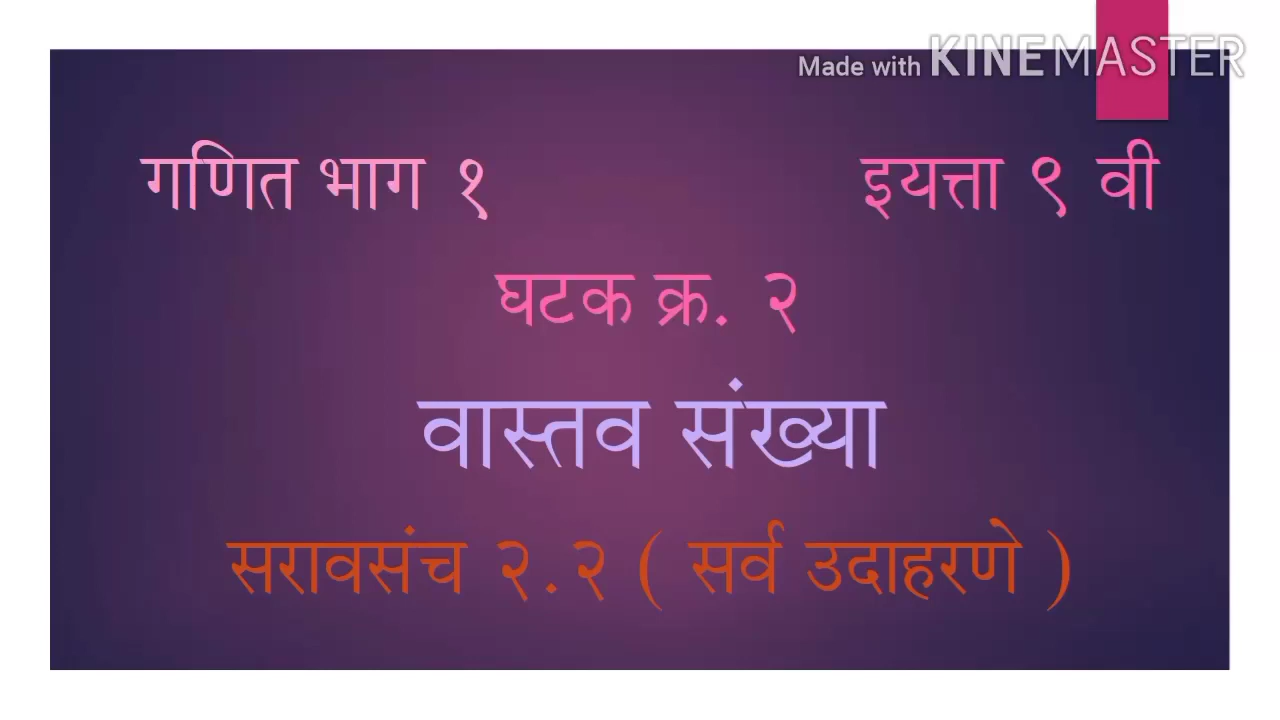 Made with KINEMASTER
गणित भाग १ इयत्ता ९ वी
घटक क्र. २
वास्तव संख्या
सरावसंच २.२ ( सर्व उदाहरणे )